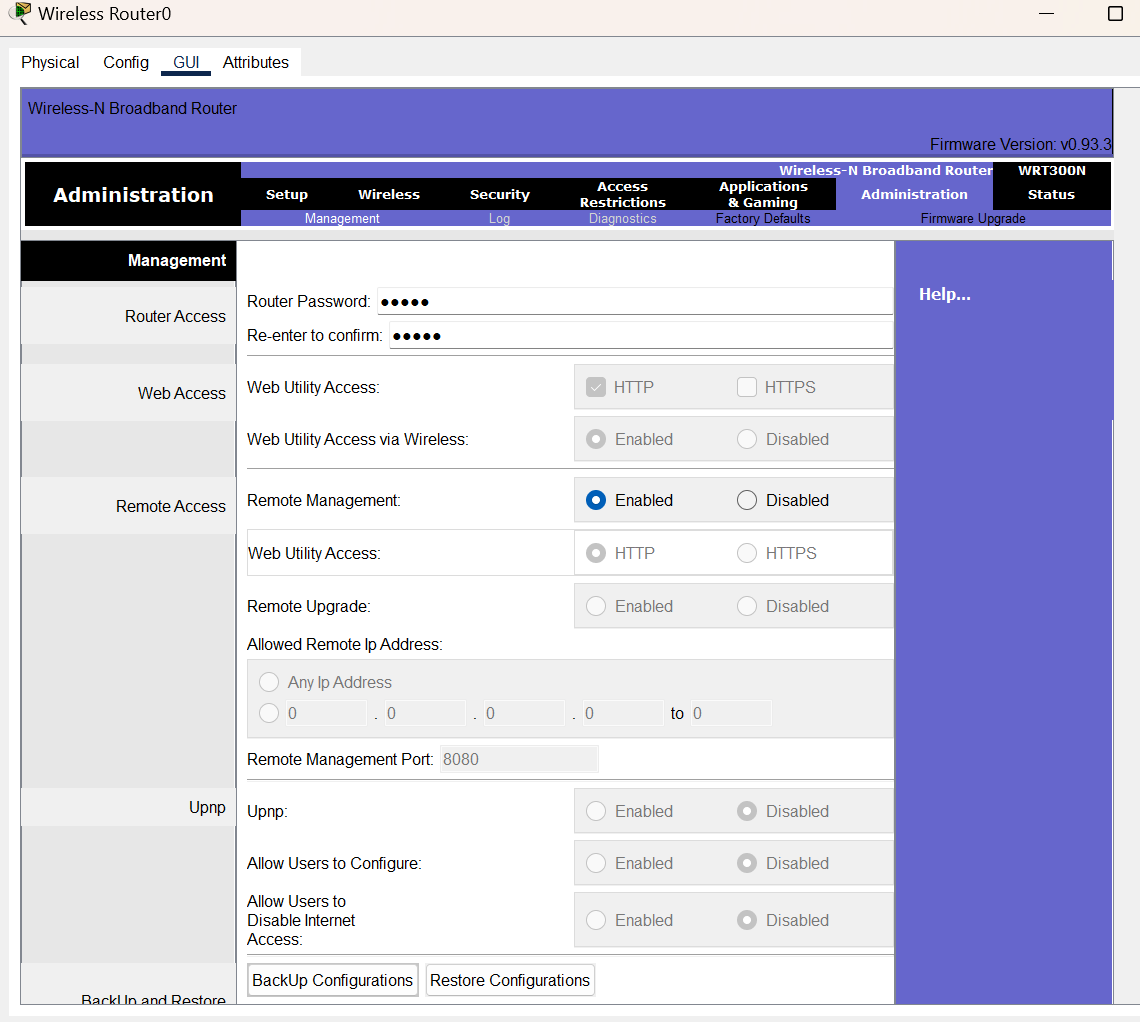 Wireless Router0
Physical Config GUI Attributes
Wireless-N Broadband Router
Firmware Version: v0.93.3
Wireless-N Broadband Router WRT300N
Administration Setup Wireless Security Access Restrictions Applications & Gaming Administration Status
Management Log Diagnostics Factory Defaults Firmware Upgrade
Management
Help...
Router Access
Router Password: ●●●●●
Re-enter to confirm: ●●●●●
Web Access
Web Utility Access: HTTP HTTPS
Web Utility Access via Wireless: Enabled Disabled
Remote Access
Remote Management: Enabled Disabled
Web Utility Access: HTTP HTTPS
Remote Upgrade: Enabled Disabled
Allowed Remote Ip Address:
Any Ip Address
0 . 0 . 0 . 0 to 0
Remote Management Port: 8080
Upnp
Upnp: Enabled Disabled
Allow Users to Configure: Enabled Disabled
Allow Users to
Disable Internet Enabled Disabled
Access:
BackUp and Restore
BackUp Configurations Restore Configurations